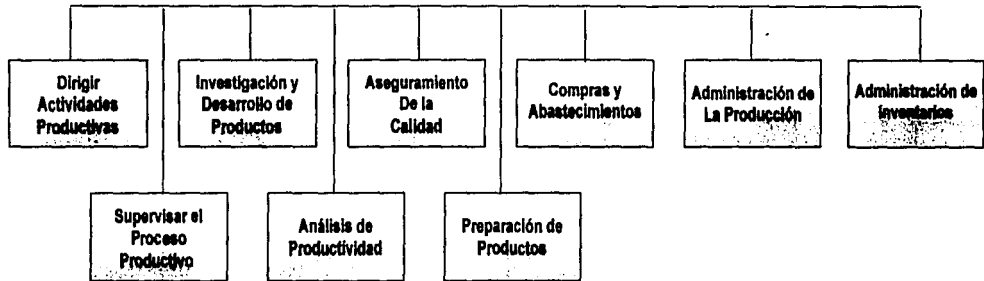 Dirigir
Actividades
Productivas
Investigación y
Desarrollo de
Productos
Aseguramiento
De la
Calidad
Compras y
Abastecimientos
Administración de
La Producción
Administración de
inventarios
Supervisar el
Proceso
Productivo
Análisis de
Productividad
Preparación de
Productos